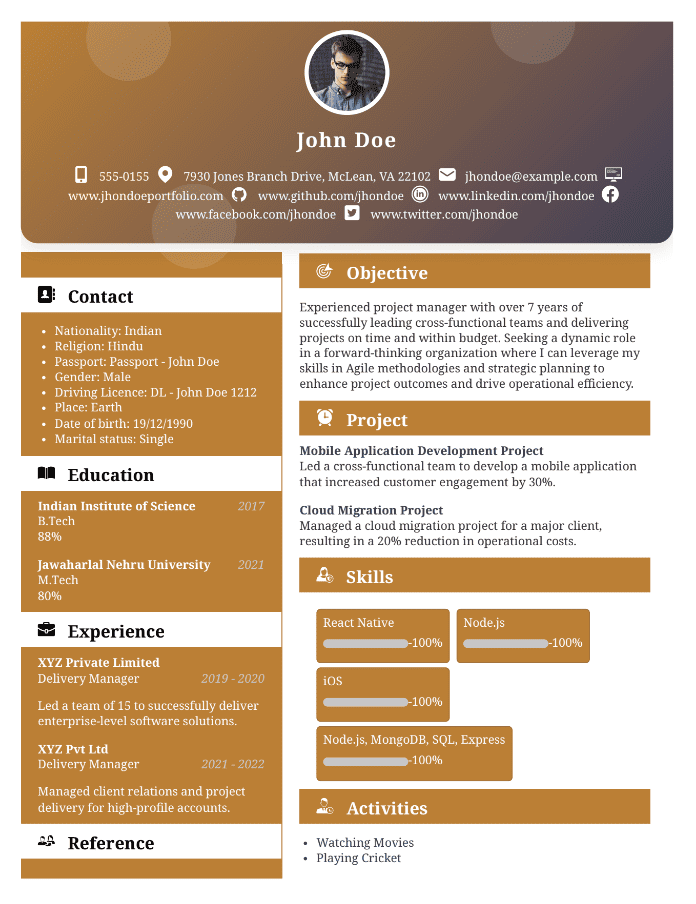 John Doe
555-0155 7930 Jones Branch Drive, McLean, VA 22102 jhondoe@example.com
www.jhondoeportfolio.com www.github.com/jhondoe www.linkedin.com/jhondoe
www.facebook.com/jhondoe www.twitter.com/jhondoe
Contact
• Nationality: Indian
• Religion: Hindu
• Passport: Passport - John Doe
• Gender: Male
• Driving Licence: DL - John Doe 1212
• Place: Earth
• Date of birth: 19/12/1990
• Marital status: Single
Education
Indian Institute of Science 2017
B.Tech
88%
Jawaharlal Nehru University 2021
M.Tech
80%
Experience
XYZ Private Limited
Delivery Manager 2019 - 2020
Led a team of 15 to successfully deliver
enterprise-level software solutions.
XYZ Pvt Ltd
Delivery Manager 2021 - 2022
Managed client relations and project
delivery for high-profile accounts.
Reference
Objective
Experienced project manager with over 7 years of
successfully leading cross-functional teams and delivering
projects on time and within budget. Seeking a dynamic role
in a forward-thinking organization where I can leverage my
skills in Agile methodologies and strategic planning to
enhance project outcomes and drive operational efficiency.
Project
Mobile Application Development Project
Led a cross-functional team to develop a mobile application
that increased customer engagement by 30%.
Cloud Migration Project
Managed a cloud migration project for a major client,
resulting in a 20% reduction in operational costs.
Skills
React Native
-100%
Node.js
-100%
iOS
-100%
Node.js, MongoDB, SQL, Express
-100%
Activities
• Watching Movies
• Playing Cricket